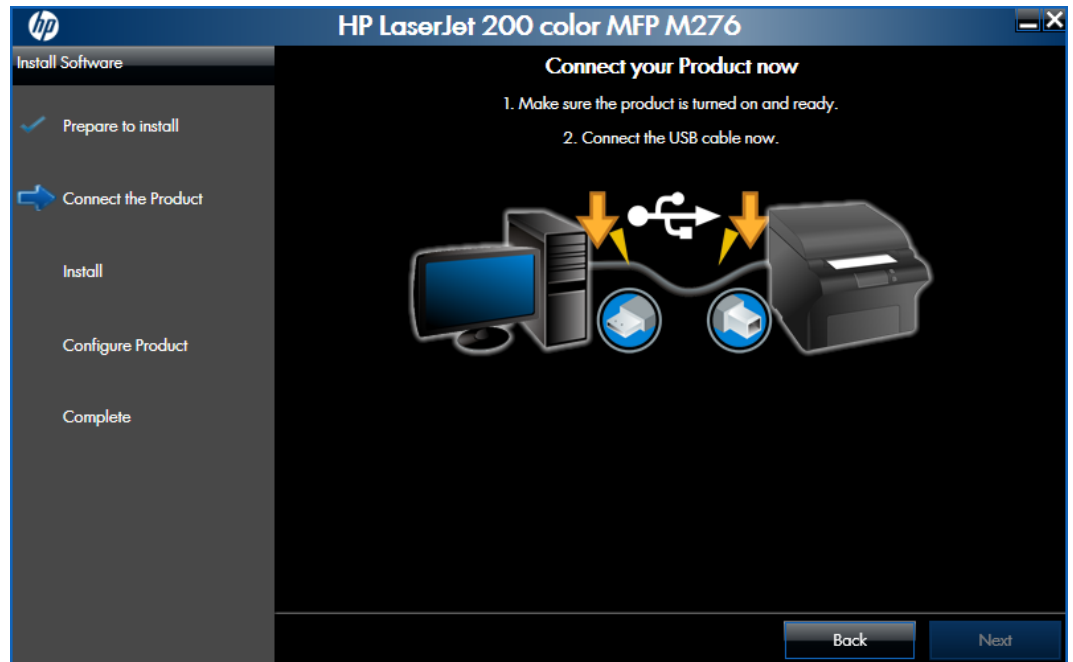 hp
HP LaserJet 200 color MFP M276
Install Software
Prepare to install
Connect the Product
Install
Configure Product
Complete
Connect your Product now
1. Make sure the product is turned on and ready.
2. Connect the USB cable now.
Back
Next